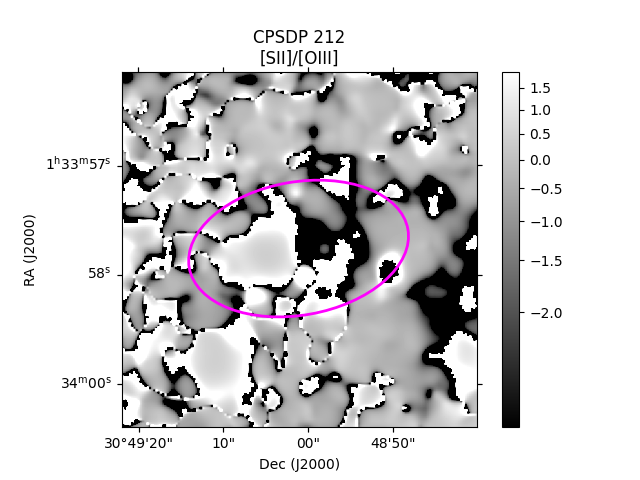 CPSDP 212
[SII]/[OIII]
RA (J2000)
1ʰ33ᵐ57ˢ
58ˢ
34ᵐ00ˢ
30°49'20"
10"
00"
48'50"
Dec (J2000)
1.5
1.0
0.5
0.0
−0.5
−1.0
−1.5
−2.0